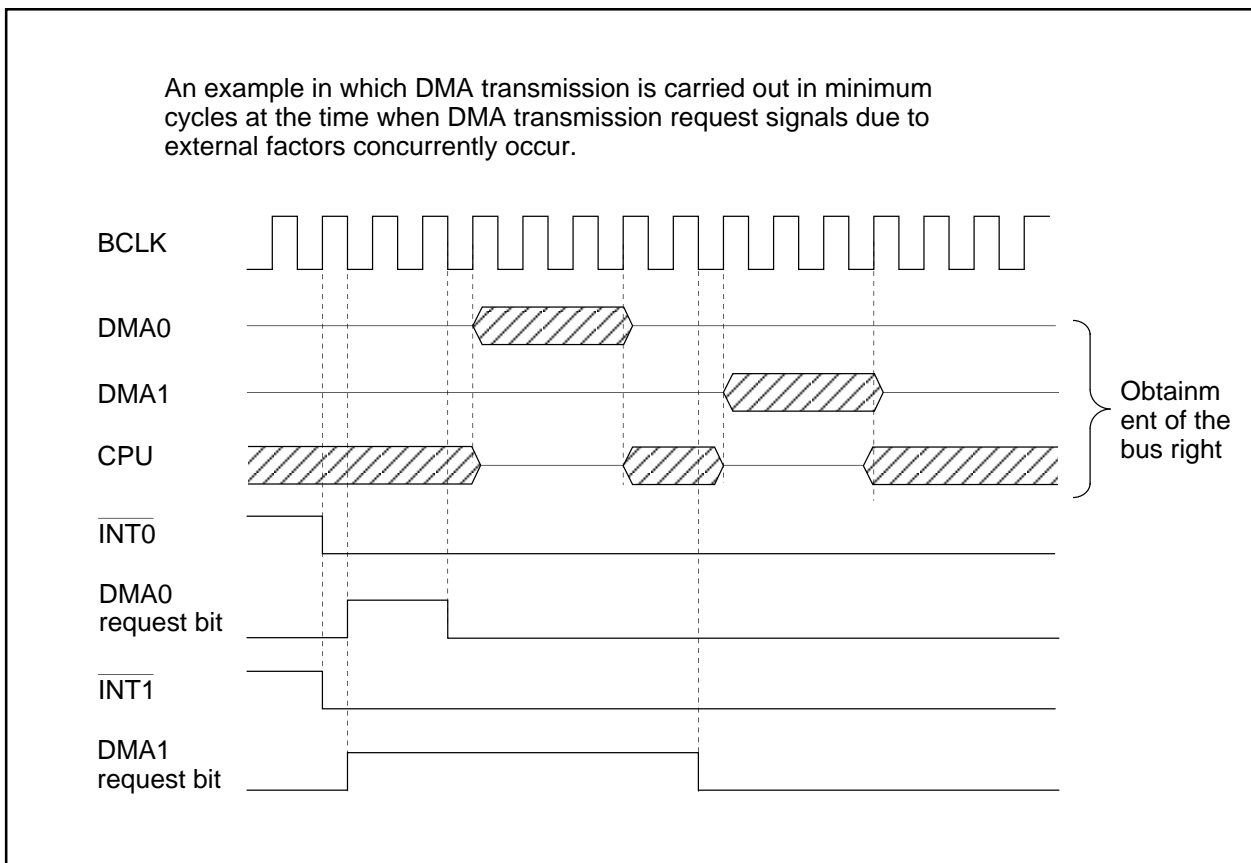 An example in which DMA transmission is carried out in minimum
cycles at the time when DMA transmission request signals due to
external factors concurrently occur.
BCLK
DMA0
DMA1
CPU
Obtainm
ent of the
bus right
INT0
DMA0
request bit
INT1
DMA1
request bit